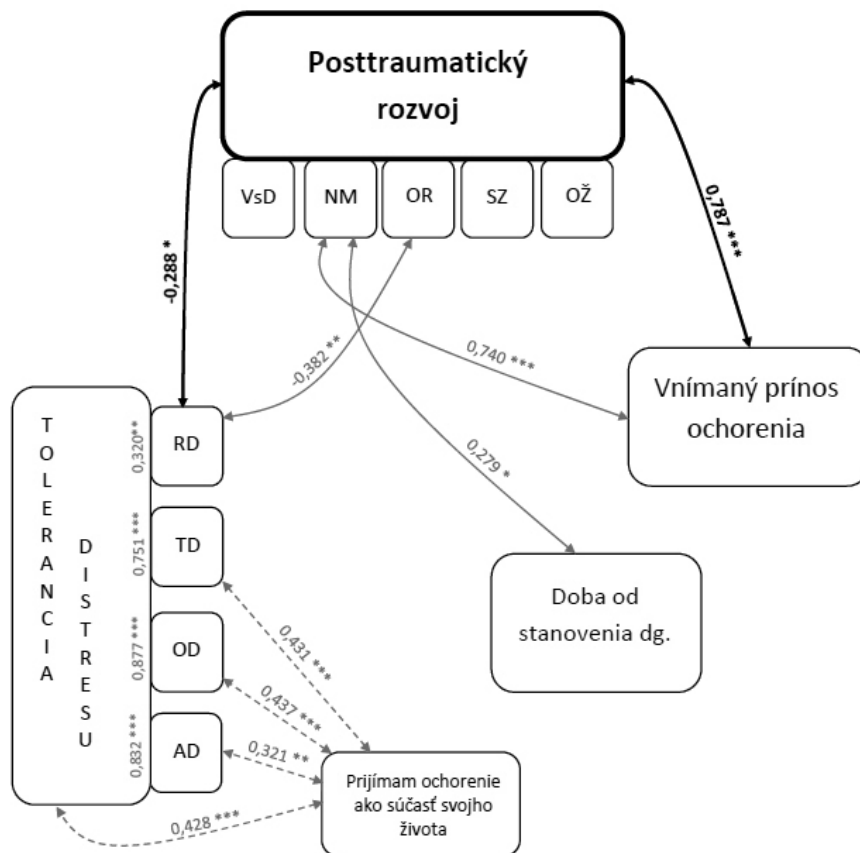 Posttraumatický
rozvoj
VsD
NM
OR
SZ
OŽ
-0,288 *
0,787 ***
-0,382 **
0,740 ***
0,279 *
Vnímaný prínos
ochorenia
TOLERANCIA
DISTRESU
0,320**
RD
0,751 ***
TD
0,877 ***
OD
0,832 ***
AD
Doba od
stanovenia dg.
0,431 ***
0,437 ***
0,321 **
0,428 ***
Prijímam ochorenie
ako súčasť svojho
života